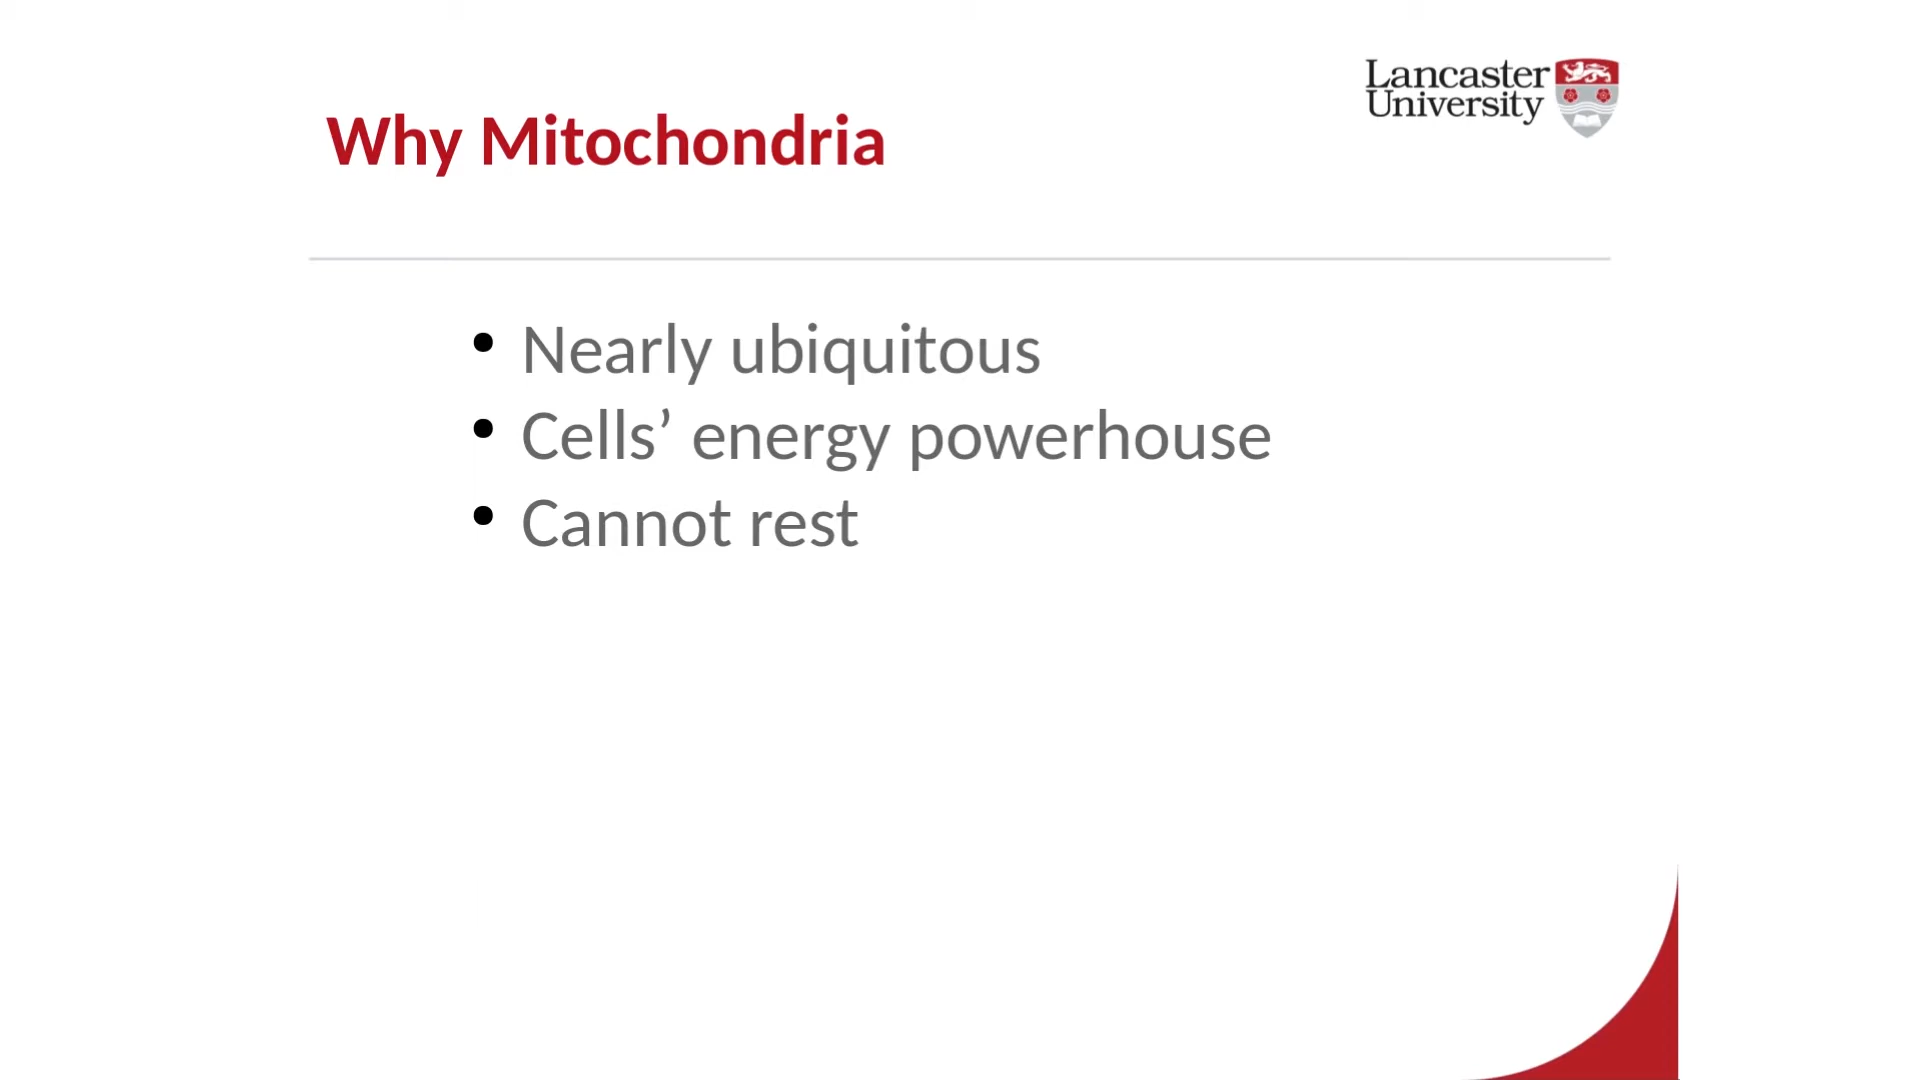 Lancaster
University
Why Mitochondria
• Nearly ubiquitous
• Cells’ energy powerhouse
• Cannot rest